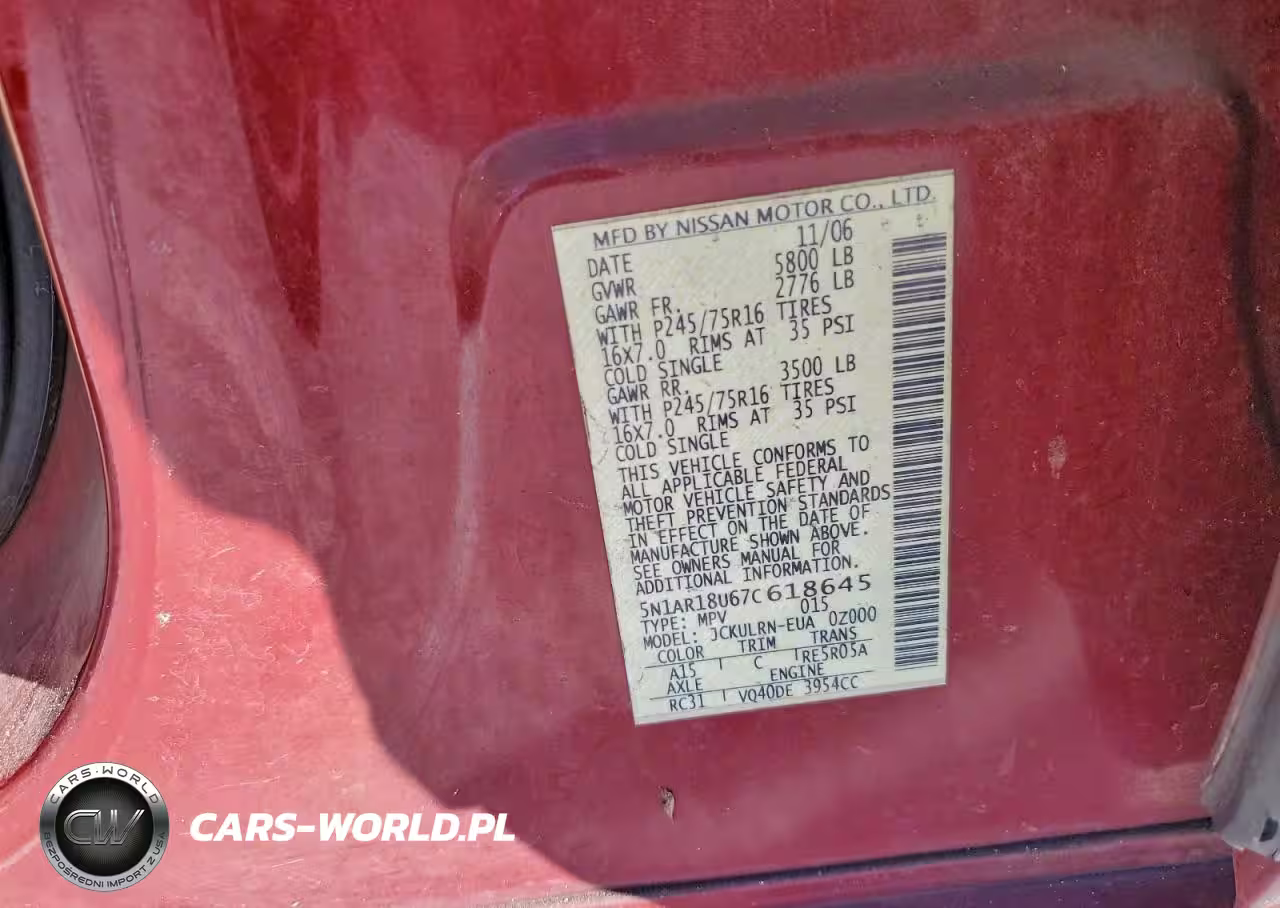 MFD BY NISSAN MOTOR CO., LTD.
DATE 11/06
GVWR 5800 LB
GAWR FR. 2776 LB
WITH P245/75R16 TIRES
16X7.0 RIMS AT 35 PSI
COLD SINGLE
GAWR RR. 3500 LB
WITH P245/75R16 TIRES
16X7.0 RIMS AT 35 PSI
COLD SINGLE
THIS VEHICLE CONFORMS TO
ALL APPLICABLE FEDERAL
MOTOR VEHICLE SAFETY AND
THEFT PREVENTION STANDARDS
IN EFFECT ON THE DATE OF
MANUFACTURE SHOWN ABOVE.
SEE OWNERS MANUAL FOR
ADDITIONAL INFORMATION.
5N1AR18U67C618645
TYPE: MPV 015
MODEL: JCKULRN-EUA 0Z000
COLOR TRIM TRANS
A15 C RE5R05A
AXLE ENGINE
RC31 VQ40DE 3954CC
CARS-WORLD
CW
BEZPOŚREDNI IMPORT Z USA
CARS-WORLD.PL